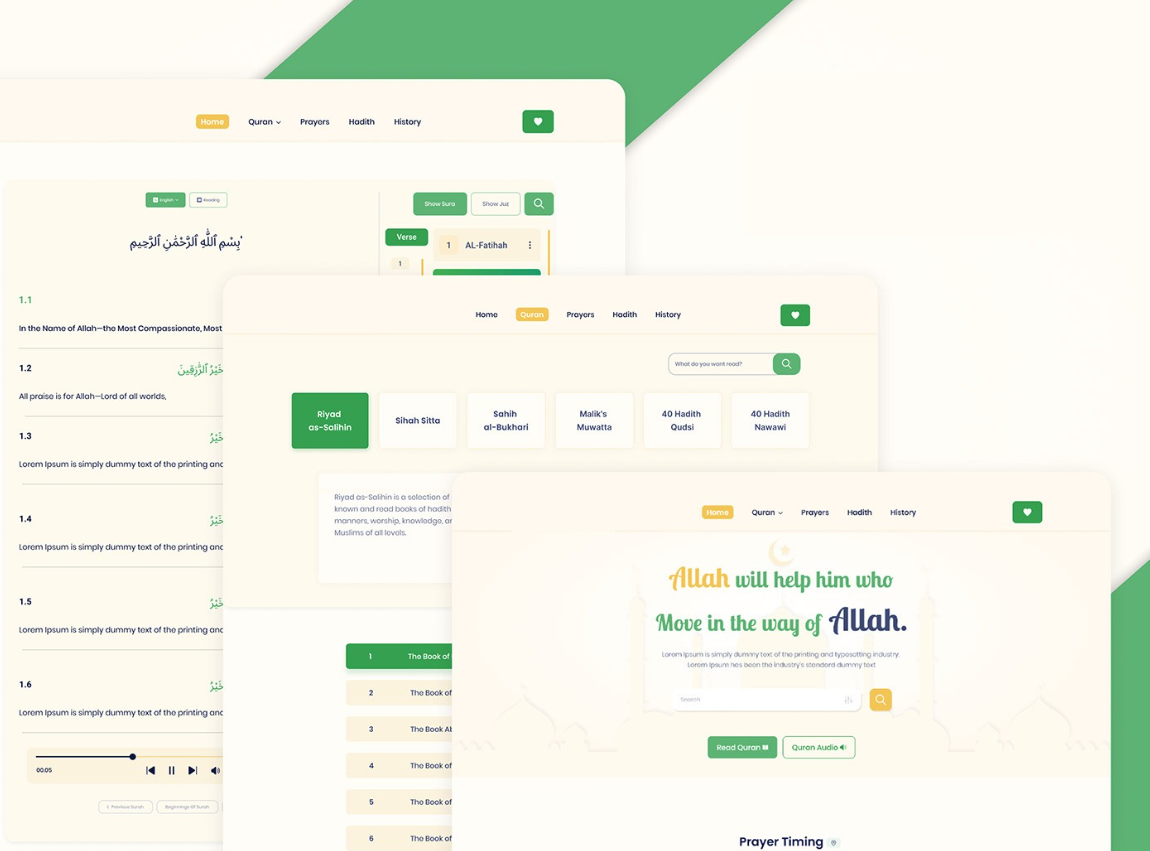 Home Quran Prayers Hadith History
English
Reading
Show Sura
Show Juz
بِسْمِ ٱللَّهِ ٱلرَّحْمَٰنِ ٱلرَّحِيمِ
Verse
1 AL-Fatihah
1
1.1
In the Name of Allah—the Most Compassionate, Most
1.2
خَيْرُ ٱلرَّٰزِقِينَ
All praise is for Allah—Lord of all worlds,
1.3
خَيْرُ
Lorem Ipsum is simply dummy text of the printing and
1.4
خَيْرُ
Lorem Ipsum is simply dummy text of the printing and
1.5
خَيْرُ
Lorem Ipsum is simply dummy text of the printing and
1.6
خَيْرُ
Lorem Ipsum is simply dummy text of the printing and
00:05
Previous Surah
Beginnings Of Surah
Home Quran Prayers Hadith History
What do you want read?
Riyad
as-Salihin
Sihah Sitta
Sahih
al-Bukhari
Malik's
Muwatta
40 Hadith
Qudsi
40 Hadith
Nawawi
Riyad as-Salihin is a selection of
known and read books of hadith
manners, worship, knowledge, an
Muslims of all levels.
1 The Book of
2 The Book of
3 The Book Ab
4 The Book of
5 The Book of
6 The Book of
Home Quran Prayers Hadith History
Allah will help him who
Move in the way of Allah.
Lorem Ipsum is simply dummy text of the printing and typesetting industry.
Lorem Ipsum has been the industry's standard dummy text
Search
Read Quran
Quran Audio
Prayer Timing